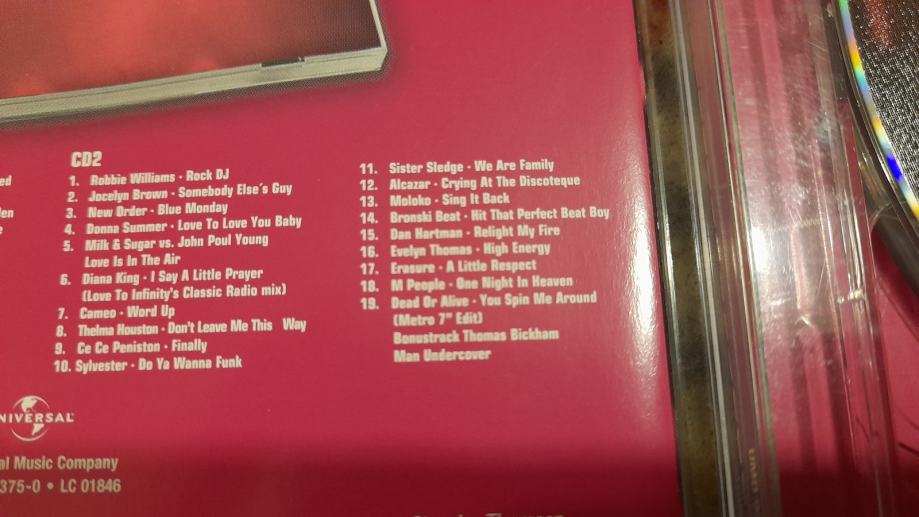 ed
CD2
1. Robbie Williams · Rock DJ
2. Jocelyn Brown · Somebody Else's Guy
3. New Order · Blue Monday
4. Donna Summer · Love To Love You Baby
5. Milk & Sugar vs. John Poul Young
Love Is In The Air
6. Diana King · I Say A Little Prayer
(Love To Infinity's Classic Radio mix)
7. Cameo · Word Up
8. Thelma Houston · Don't Leave Me This Way
9. Ce Ce Peniston · Finally
10. Sylvester · Do Ya Wanna Funk
11. Sister Sledge · We Are Family
12. Alcazar · Crying At The Discoteque
13. Moloko · Sing It Back
14. Bronski Beat · Hit That Perfect Beat Boy
15. Dan Hartman · Relight My Fire
16. Evelyn Thomas · High Energy
17. Erasure · A Little Respect
18. M People · One Night In Heaven
19. Dead Or Alive · You Spin Me Around
(Metro 7" Edit)
Bonustrack Thomas Bickham
Man Undercover
NIVERSAL
al Music Company
375-0 • LC 01846